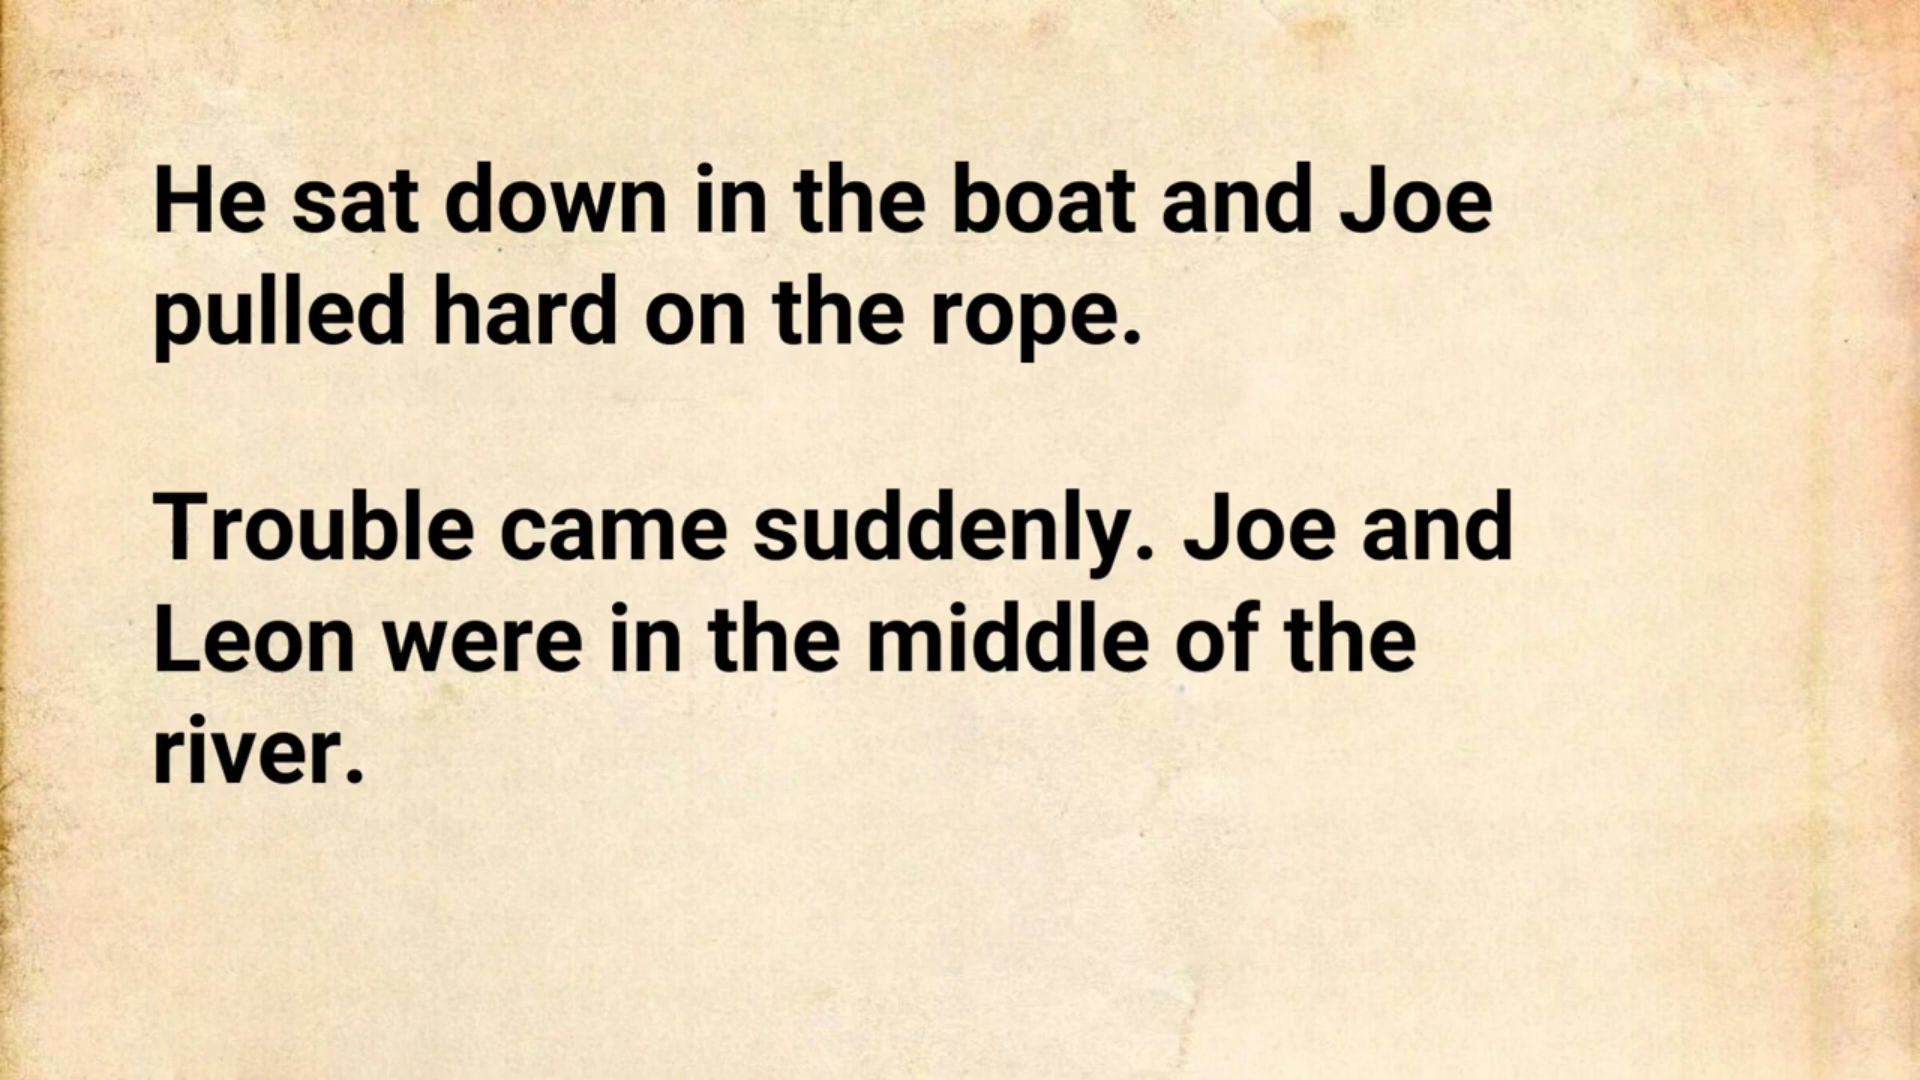 He sat down in the boat and Joe
pulled hard on the rope.
Trouble came suddenly. Joe and
Leon were in the middle of the
river.